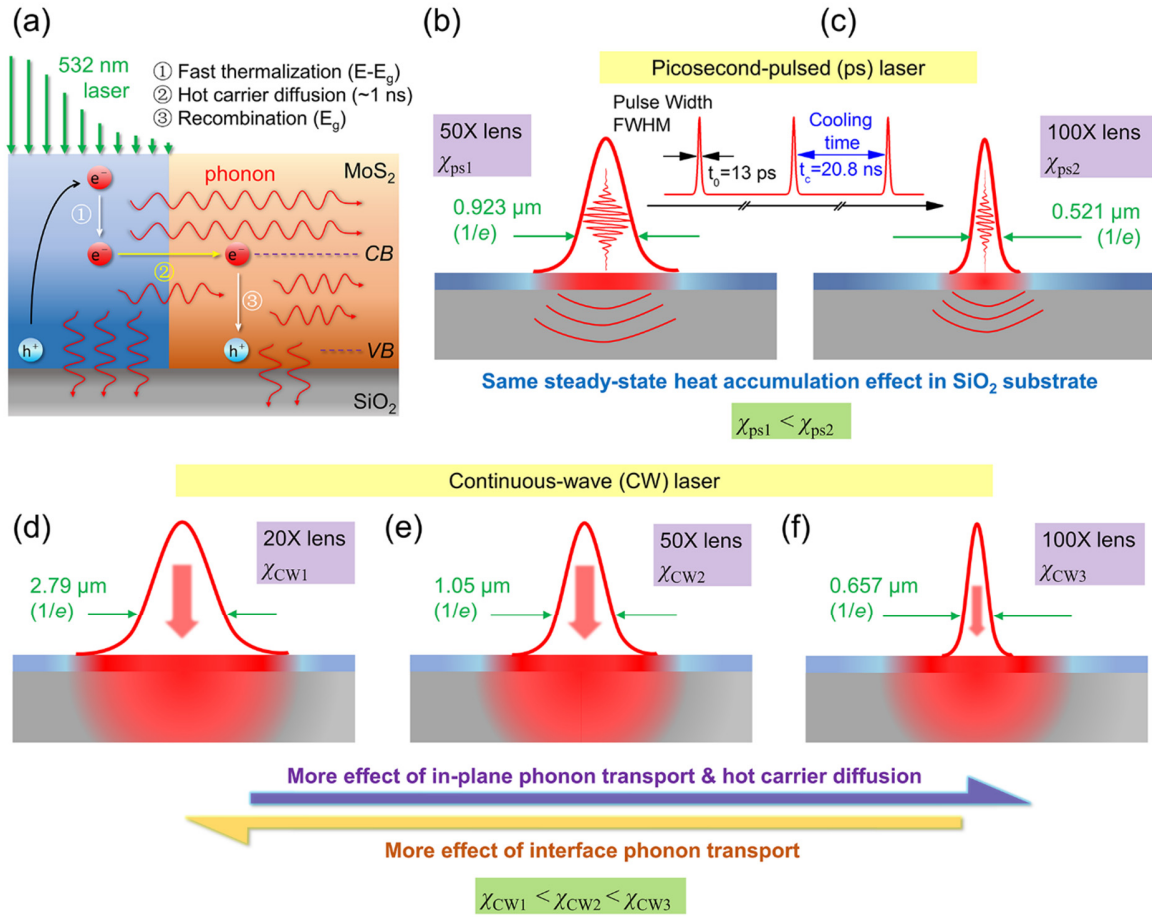 (a)
532 nm
laser
① Fast thermalization (E-Eg)
② Hot carrier diffusion (~1 ns)
③ Recombination (Eg)
e⁻
phonon
MoS₂
①
e⁻
e⁻
CB
②
③
h⁺
h⁺
VB
SiO₂
(b)
(c)
Picosecond-pulsed (ps) laser
50X lens
χps1
Pulse Width
FWHM
t₀=13 ps
Cooling
time
tc=20.8 ns
100X lens
χps2
0.923 µm
(1/e)
0.521 µm
(1/e)
Same steady-state heat accumulation effect in SiO₂ substrate
χps1 < χps2
Continuous-wave (CW) laser
(d)
20X lens
χCW1
2.79 µm
(1/e)
(e)
50X lens
χCW2
1.05 µm
(1/e)
(f)
100X lens
χCW3
0.657 µm
(1/e)
More effect of in-plane phonon transport & hot carrier diffusion
More effect of interface phonon transport
χCW1 < χCW2 < χCW3